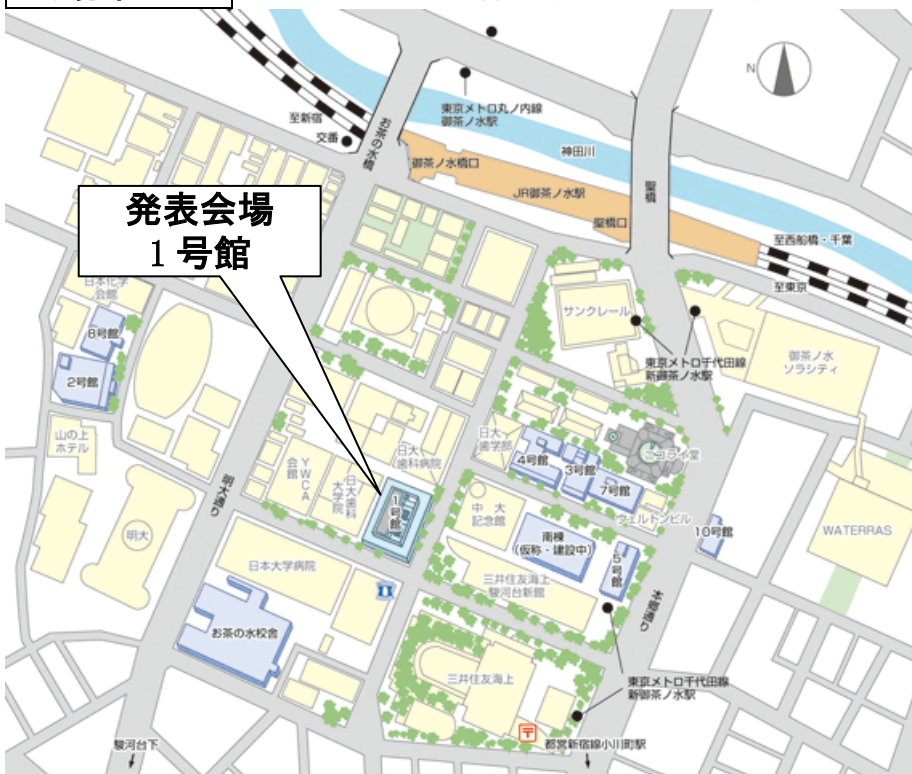 N
東京メトロ丸ノ内線
御茶ノ水駅
至新宿
交番
お茶の水橋
神田川
御茶ノ水橋口
JR御茶ノ水駅
聖橋
聖橋口
発表会場
1号館
至西船橋・千葉
至東京
日本化学
会館
サンクレール
8号館
2号館
東京メトロ千代田線
新御茶ノ水駅
御茶ノ水
ソラシティ
山の上
ホテル
日大
歯科病院
日大
歯学部
ニコライ堂
4号館
3号館
7号館
YWCA
会館
日大歯科
大学院
1号館
明大通り
中大
記念館
ウェルトンビル
10号館
WATERRAS
明大
南棟
(仮称・建設中)
5号館
日本大学病院
三井住友海上
駿河台新館
本郷通り
お茶の水校舎
三井住友海上
東京メトロ千代田線
新御茶ノ水駅
〒
駿河台下
都営新宿線小川町駅